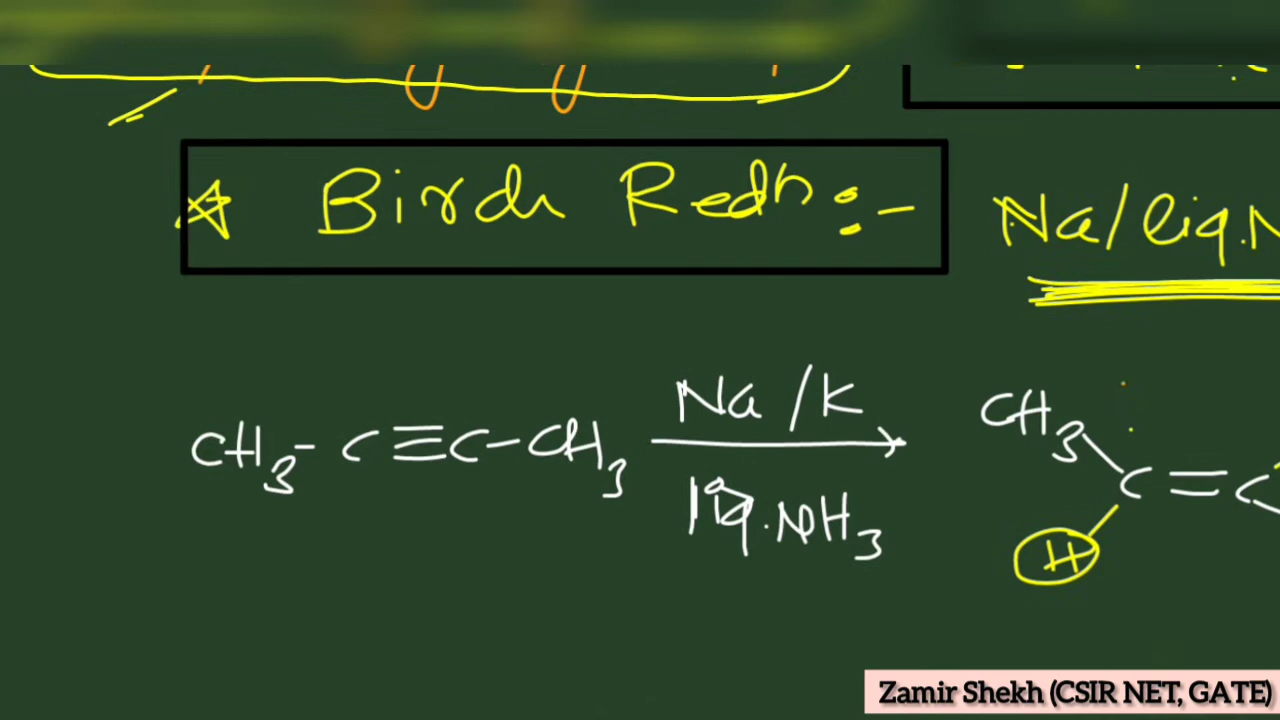 ☆ Birch Redn :-
Na/liq.N
CH3-C≡C-CH3
Na/K
liq.NH3
CH3
C=C
H
Zamir Shekh (CSIR NET, GATE)